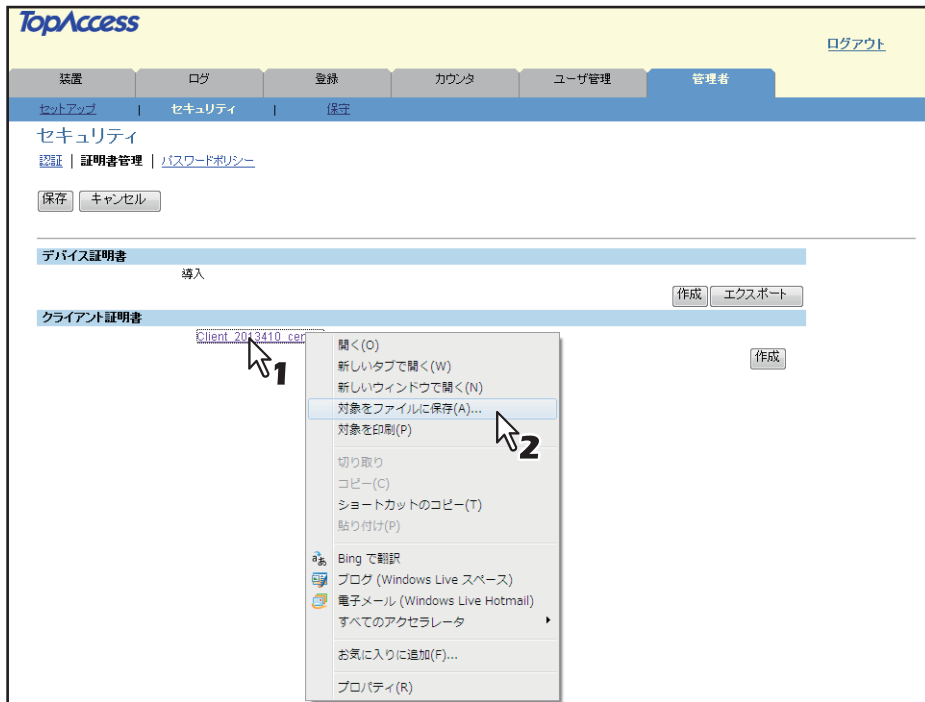 TopAccess
ログアウト
装置 ログ 登録 カウンタ ユーザ管理 管理者
セットアップ | セキュリティ | 保守
セキュリティ
認証 | 証明書管理 | パスワードポリシー
保存 キャンセル
デバイス証明書
導入
作成 エクスポート
クライアント証明書
Client_2013410_cer
作成
1
開く(O)
新しいタブで開く(W)
新しいウィンドウで開く(N)
対象をファイルに保存(A)...
対象を印刷(P)
2
切り取り
コピー(C)
ショートカットのコピー(T)
貼り付け(P)
Bing で翻訳
ブログ (Windows Live スペース)
電子メール (Windows Live Hotmail)
すべてのアクセラレータ
お気に入りに追加(F)...
プロパティ(R)